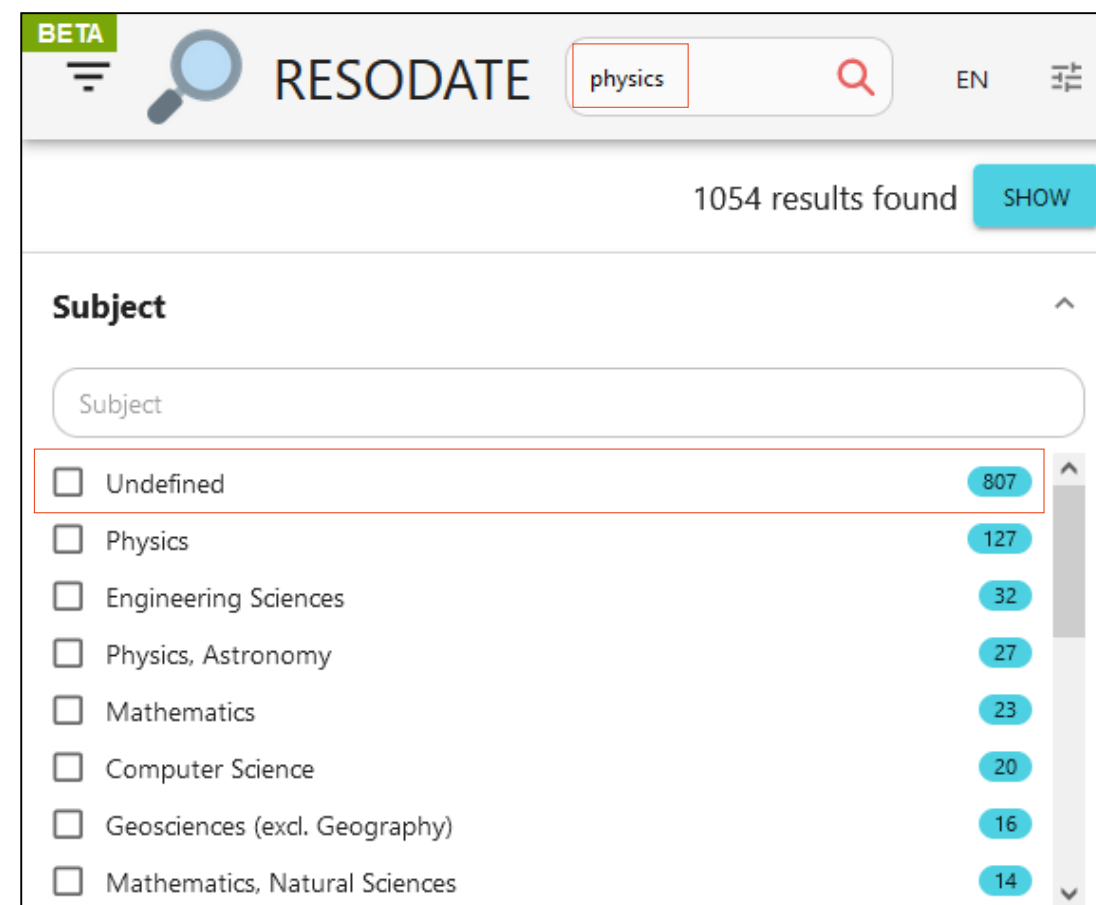 BETA
RESODATE physics EN
1054 results found SHOW
Subject
Subject
Undefined 807
Physics 127
Engineering Sciences 32
Physics, Astronomy 27
Mathematics 23
Computer Science 20
Geosciences (excl. Geography) 16
Mathematics, Natural Sciences 14